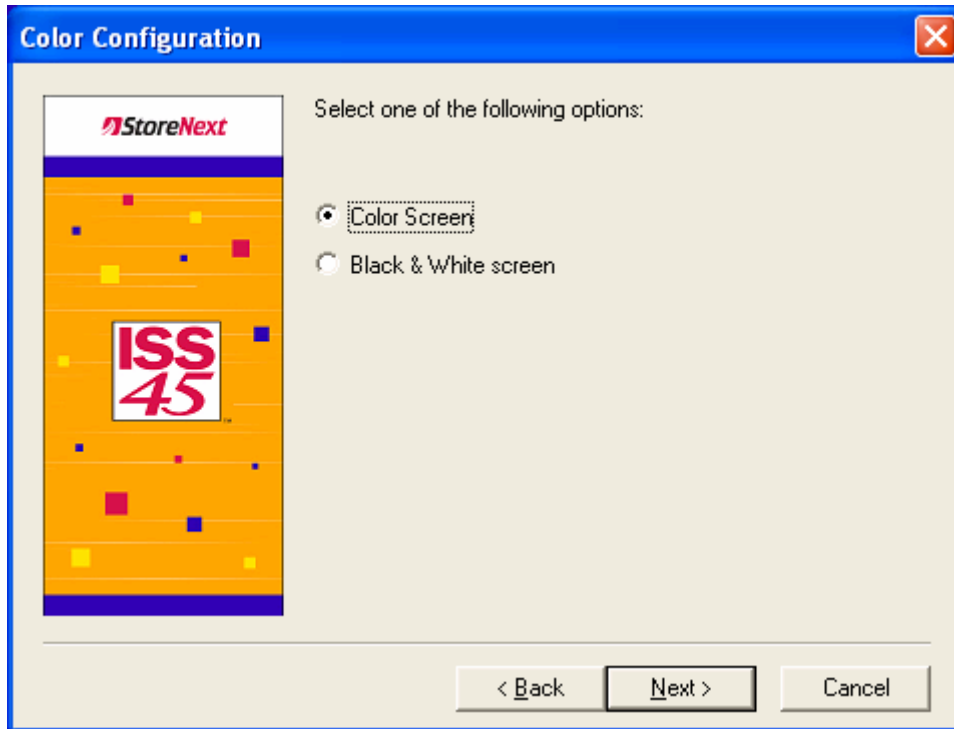 Color Configuration
StoreNext
Select one of the following options:
Color Screen
Black & White screen
ISS
45
TM
< Back
Next >
Cancel